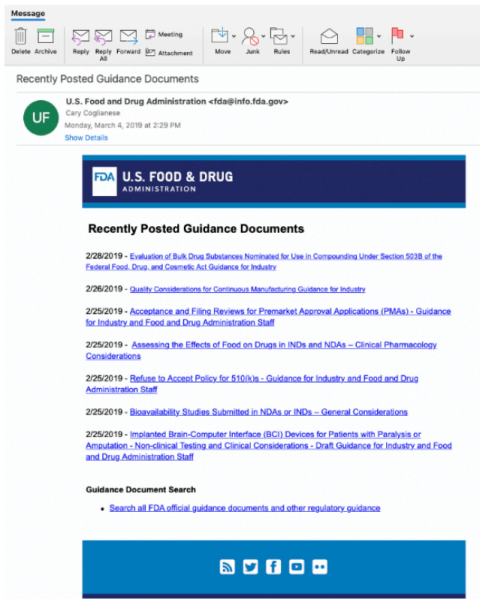 Message
Delete Archive Reply Reply All Forward Meeting Attachment Move Junk Rules Read/Unread Categorize Follow Up
Recently Posted Guidance Documents
UF
U.S. Food and Drug Administration <fda@info.fda.gov>
Cary Coglianese
Monday, March 4, 2019 at 2:29 PM
Show Details
FDA U.S. FOOD & DRUG
ADMINISTRATION
Recently Posted Guidance Documents
2/28/2019 - Evaluation of Bulk Drug Substances Nominated for Use in Compounding Under Section 503B of the
Federal Food, Drug, and Cosmetic Act Guidance for Industry
2/26/2019 - Quality Considerations for Continuous Manufacturing Guidance for Industry
2/25/2019 - Acceptance and Filing Reviews for Premarket Approval Applications (PMAs) - Guidance
for Industry and Food and Drug Administration Staff
2/25/2019 - Assessing the Effects of Food on Drugs in INDs and NDAs – Clinical Pharmacology
Considerations
2/25/2019 - Refuse to Accept Policy for 510(k)s - Guidance for Industry and Food and Drug
Administration Staff
2/25/2019 - Bioavailability Studies Submitted in NDAs or INDs – General Considerations
2/25/2019 - Implanted Brain-Computer Interface (BCI) Devices for Patients with Paralysis or
Amputation - Non-clinical Testing and Clinical Considerations - Draft Guidance for Industry and Food
and Drug Administration Staff
Guidance Document Search
• Search all FDA official guidance documents and other regulatory guidance